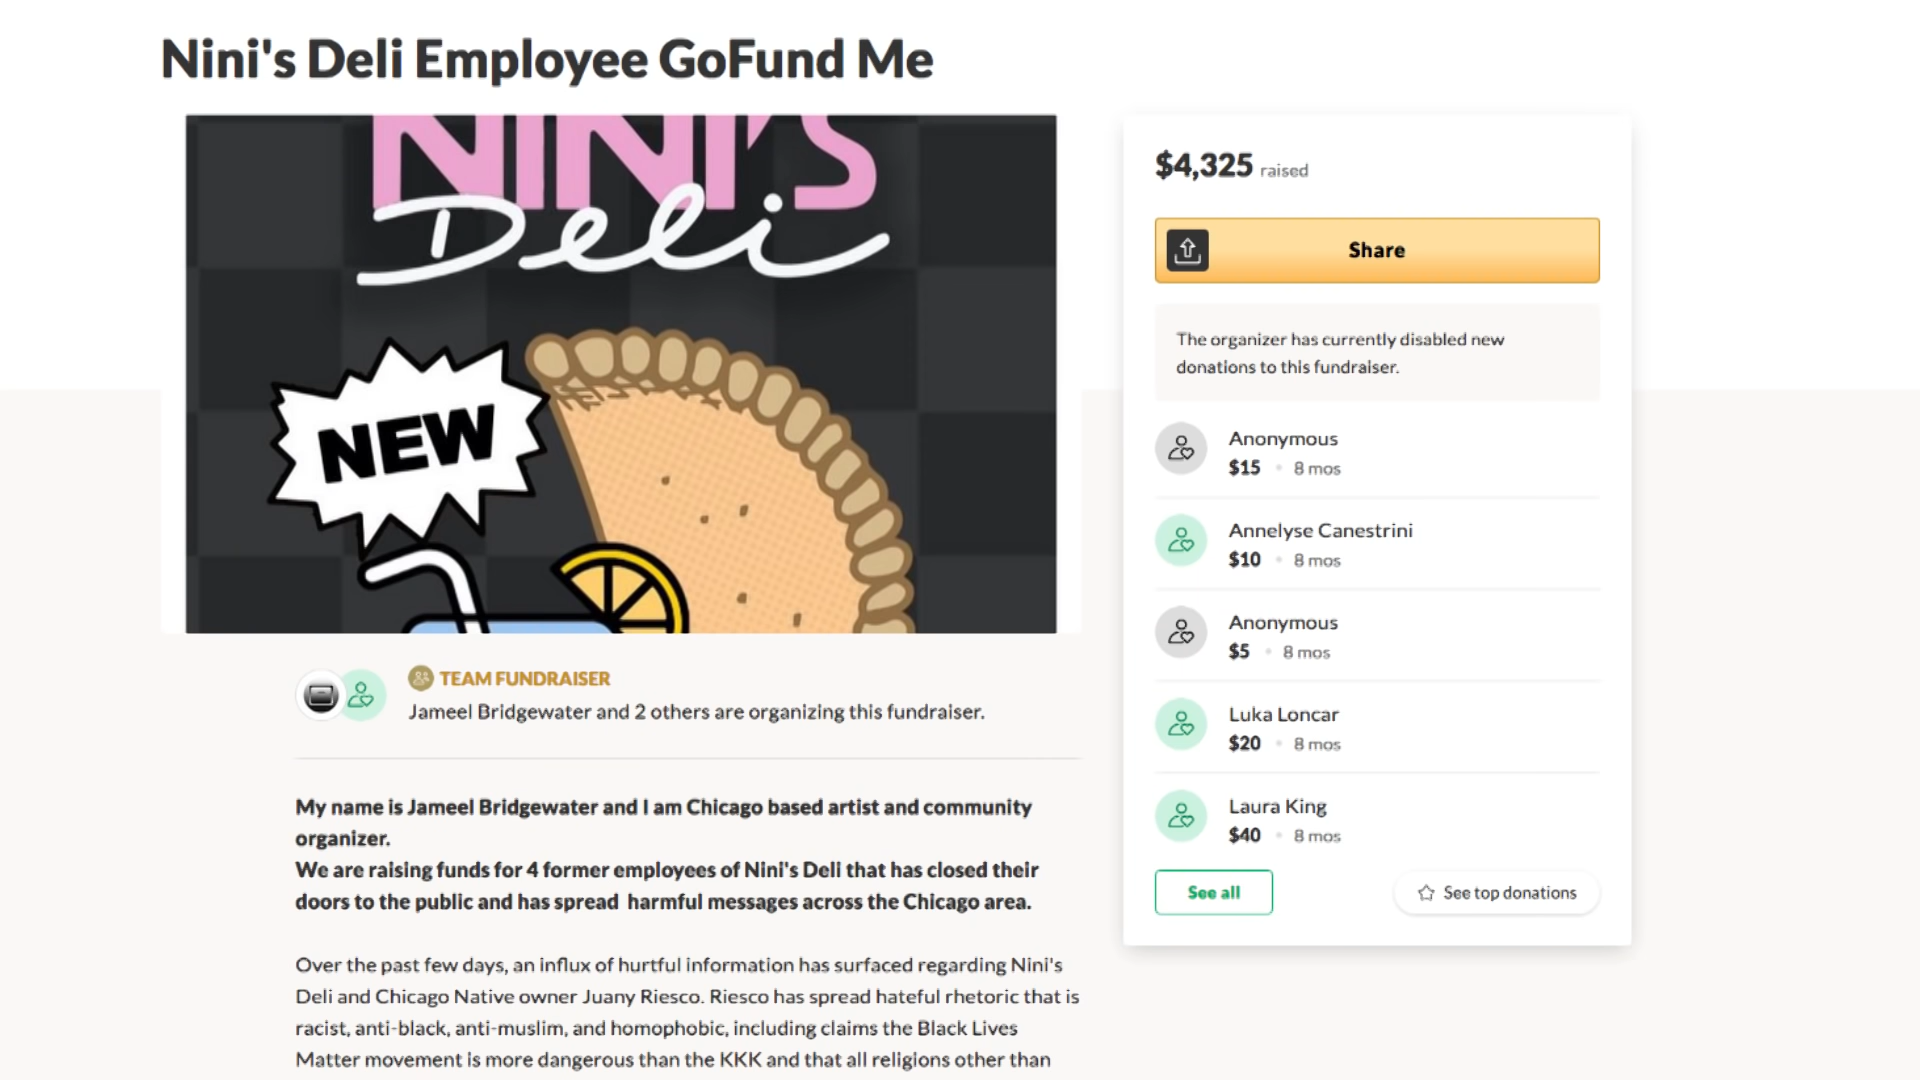 Nini's Deli Employee GoFund Me
NINI'S
Deli
NEW
TEAM FUNDRAISER
Jameel Bridgewater and 2 others are organizing this fundraiser.
My name is Jameel Bridgewater and I am Chicago based artist and community
organizer.
We are raising funds for 4 former employees of Nini's Deli that has closed their
doors to the public and has spread harmful messages across the Chicago area.
Over the past few days, an influx of hurtful information has surfaced regarding Nini's
Deli and Chicago Native owner Juany Riesco. Riesco has spread hateful rhetoric that is
racist, anti-black, anti-muslim, and homophobic, including claims the Black Lives
Matter movement is more dangerous than the KKK and that all religions other than
$4,325 raised
Share
The organizer has currently disabled new
donations to this fundraiser.
Anonymous
$15 • 8 mos
Annelyse Canestrini
$10 • 8 mos
Anonymous
$5 • 8 mos
Luka Loncar
$20 • 8 mos
Laura King
$40 • 8 mos
See all
See top donations